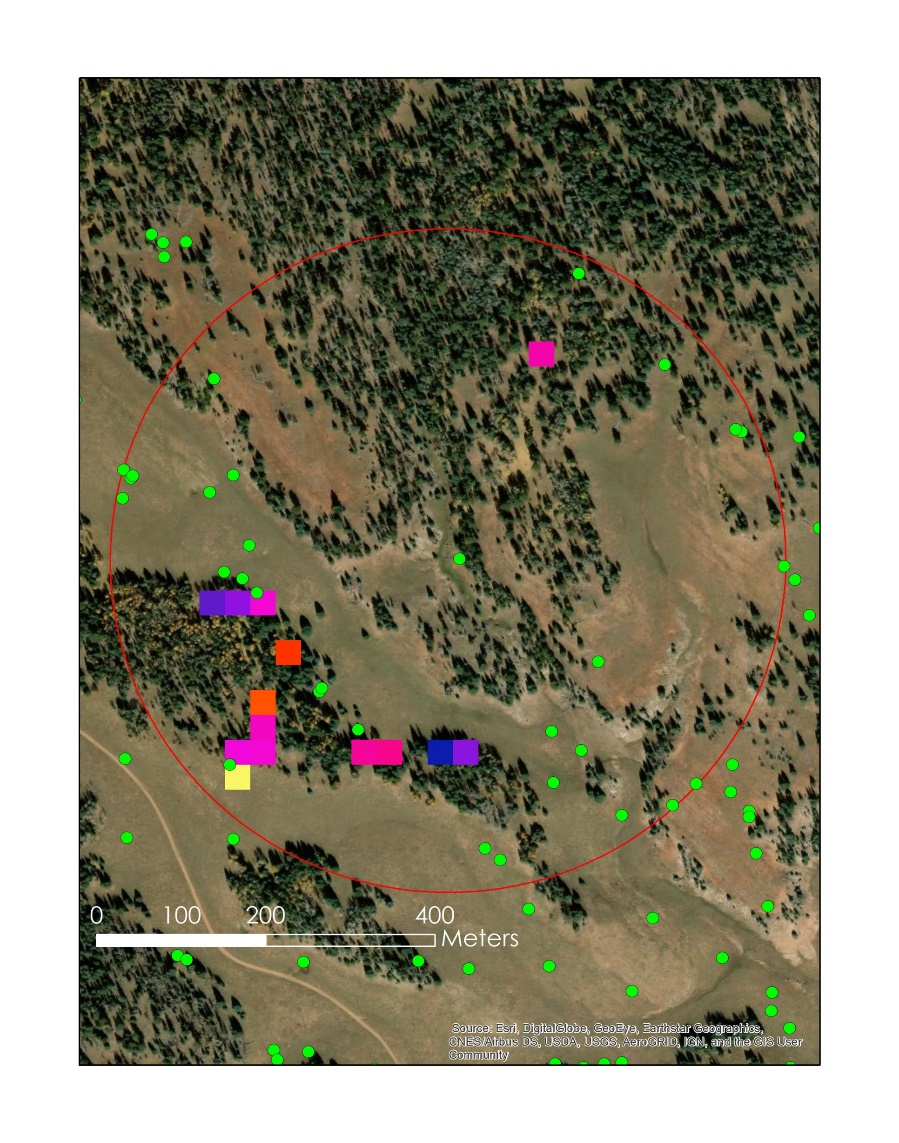 0 100 200 400
Meters
Source: Esri, DigitalGlobe, GeoEye, Earthstar Geographics,
CNES/Airbus DS, USDA, USGS, AeroGRID, IGN, and the GIS User
Community